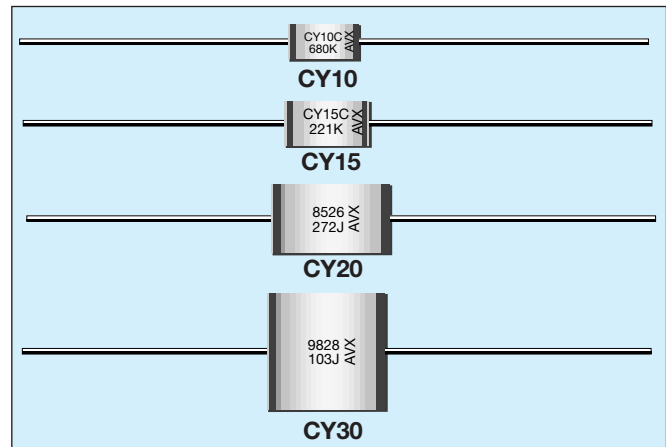 CY10C
680K
AVX
CY10
CY15C
221K
AVX
CY15
8526
272J
AVX
CY20
9828
103J
AVX
CY30